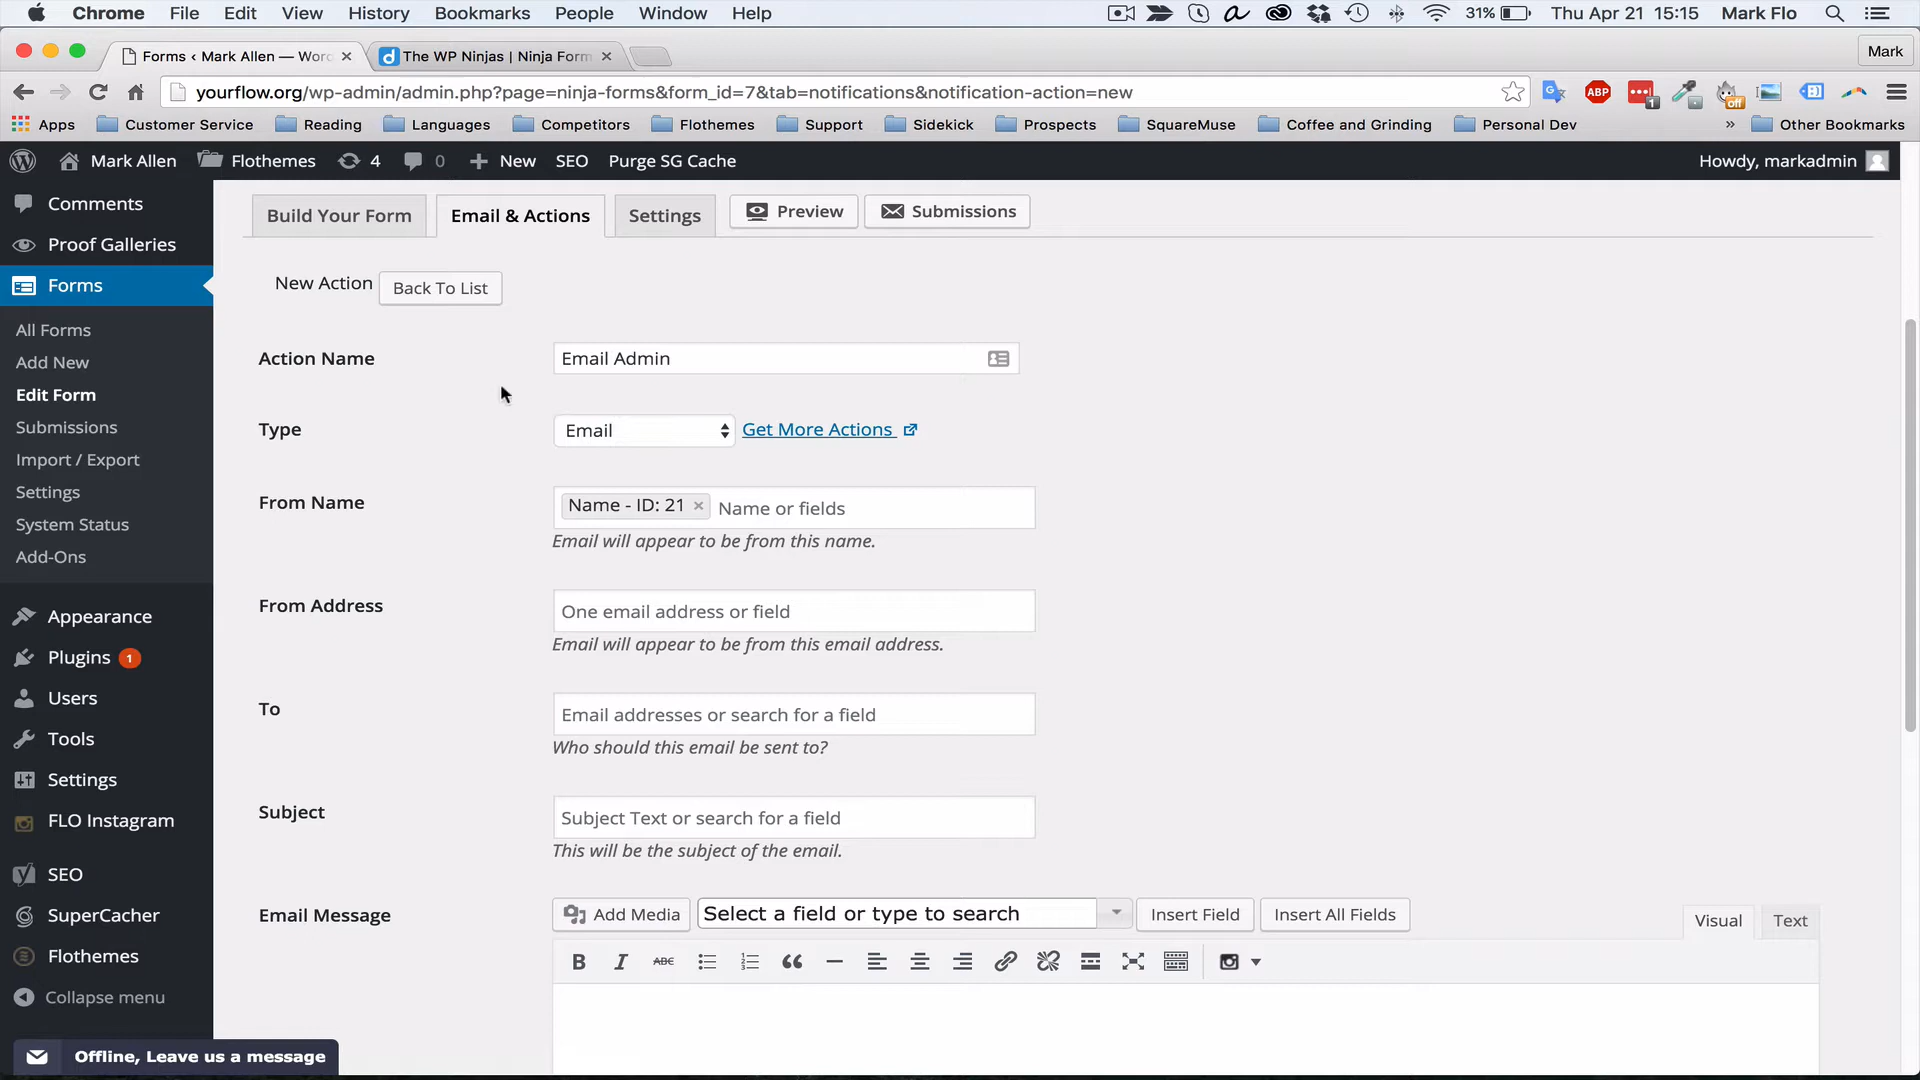 Chrome File Edit View History Bookmarks People Window Help 31% Thu Apr 21 15:15 Mark Flo
Forms ‹ Mark Allen — Wor The WP Ninjas | Ninja Form Mark
yourflow.org/wp-admin/admin.php?page=ninja-forms&form_id=7&tab=notifications&notification-action=new ABP 1 off
Apps Customer Service Reading Languages Competitors Flothemes Support Sidekick Prospects SquareMuse Coffee and Grinding Personal Dev » Other Bookmarks
Mark Allen Flothemes 4 0 New SEO Purge SG Cache Howdy, markadmin
Comments
Proof Galleries
Forms
All Forms
Add New
Edit Form
Submissions
Import / Export
Settings
System Status
Add-Ons
Appearance
Plugins 1
Users
Tools
Settings
FLO Instagram
SEO
SuperCacher
Flothemes
Collapse menu
Offline, Leave us a message
Build Your Form Email & Actions Settings Preview Submissions
New Action Back To List
Action Name Email Admin
Type Email Get More Actions
From Name Name - ID: 21 × Name or fields
Email will appear to be from this name.
From Address One email address or field
Email will appear to be from this email address.
To Email addresses or search for a field
Who should this email be sent to?
Subject Subject Text or search for a field
This will be the subject of the email.
Email Message Add Media Select a field or type to search Insert Field Insert All Fields Visual Text
B I ABC